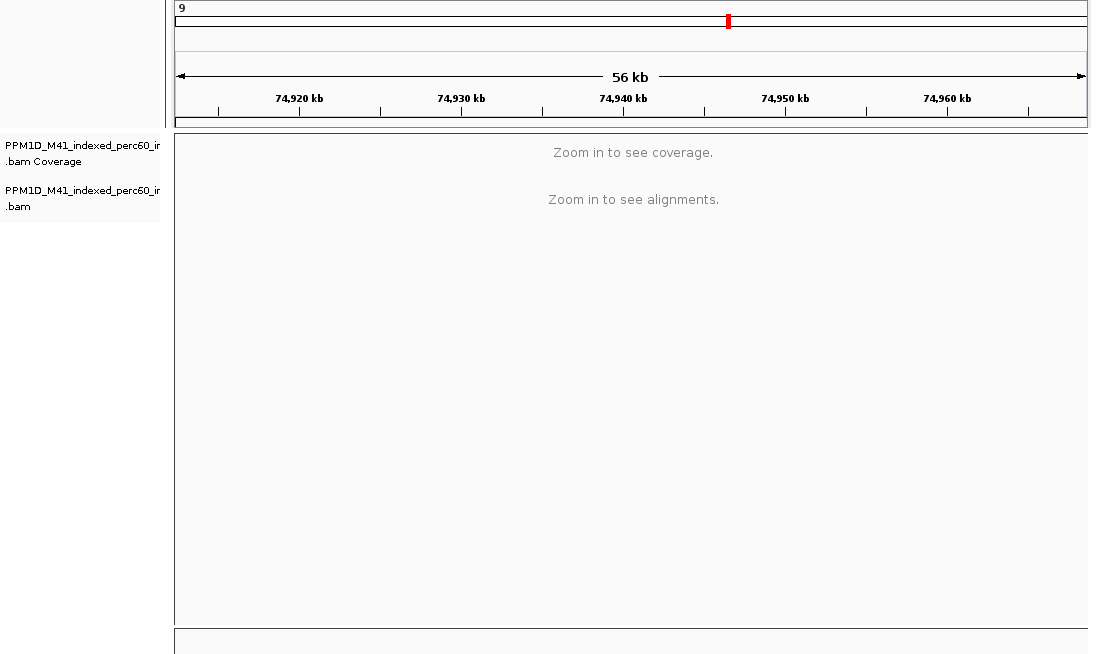 9
56 kb
74,920 kb 74,930 kb 74,940 kb 74,950 kb 74,960 kb
PPM1D_M41_indexed_perc60_ir
.bam Coverage
Zoom in to see coverage.
PPM1D_M41_indexed_perc60_ir
.bam
Zoom in to see alignments.